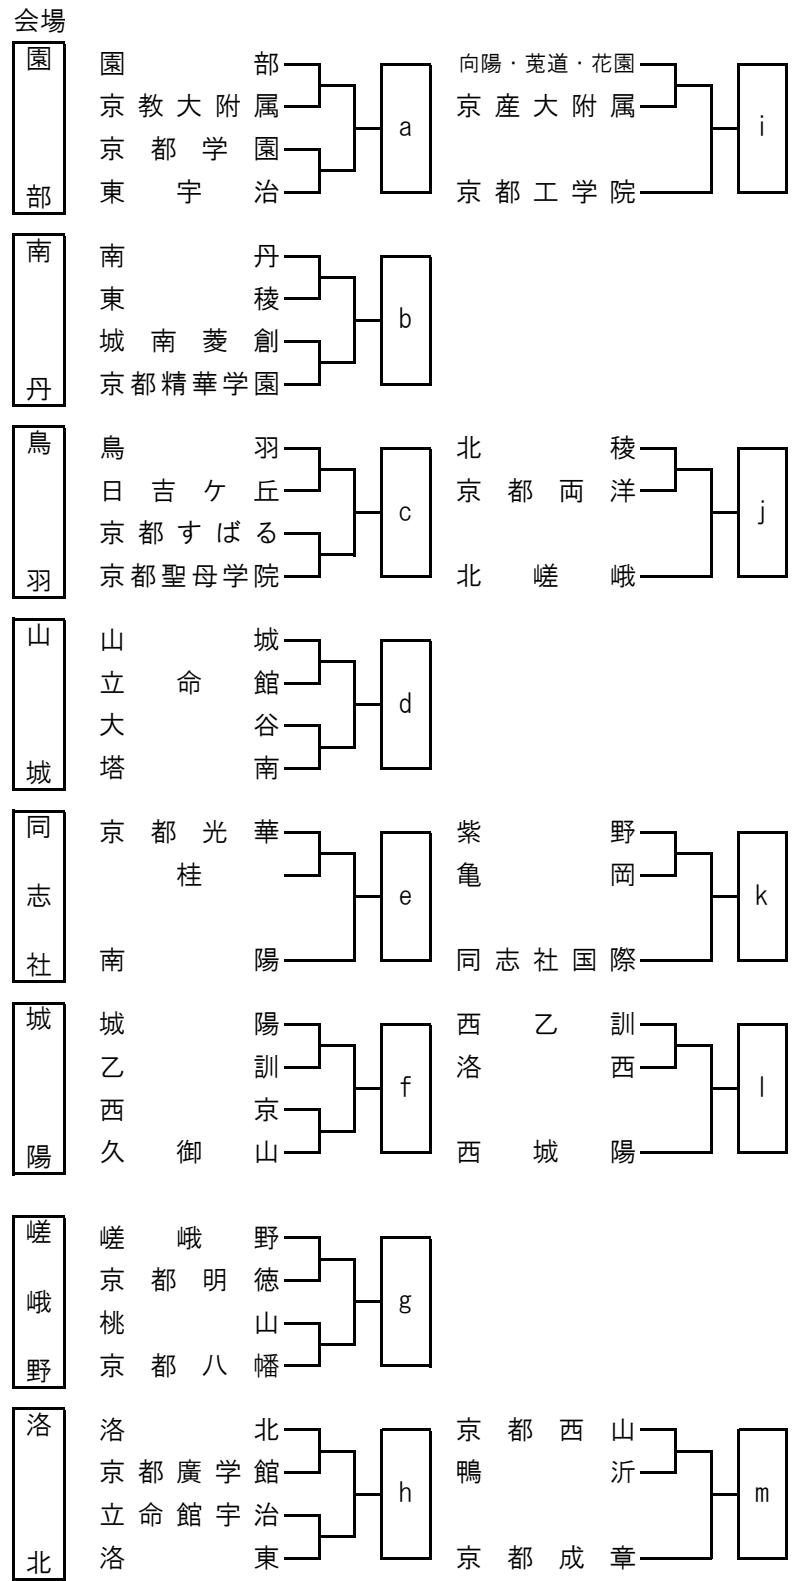 会場
園部
園部
京教大附属
京都学園
東宇治
a
向陽・莵道・花園
京産大附属
京都工学院
i
南丹
南丹
東稜
城南菱創
京都精華学園
b
鳥羽
鳥羽
日吉ケ丘
京都すばる
京都聖母学院
c
北稜
京都両洋
北嵯峨
j
山城
山城
立命館
大谷
塔南
d
同志社
京都光華
桂
南陽
e
紫野
亀岡
同志社国際
k
城陽
城陽
乙訓
西京
久御山
f
西乙訓
洛西
西城陽
l
嵯峨野
嵯峨野
京都明徳
桃山
京都八幡
g
洛北
洛北
京都廣学館
立命館宇治
洛東
h
京都西山
鴨沂
京都成章
m